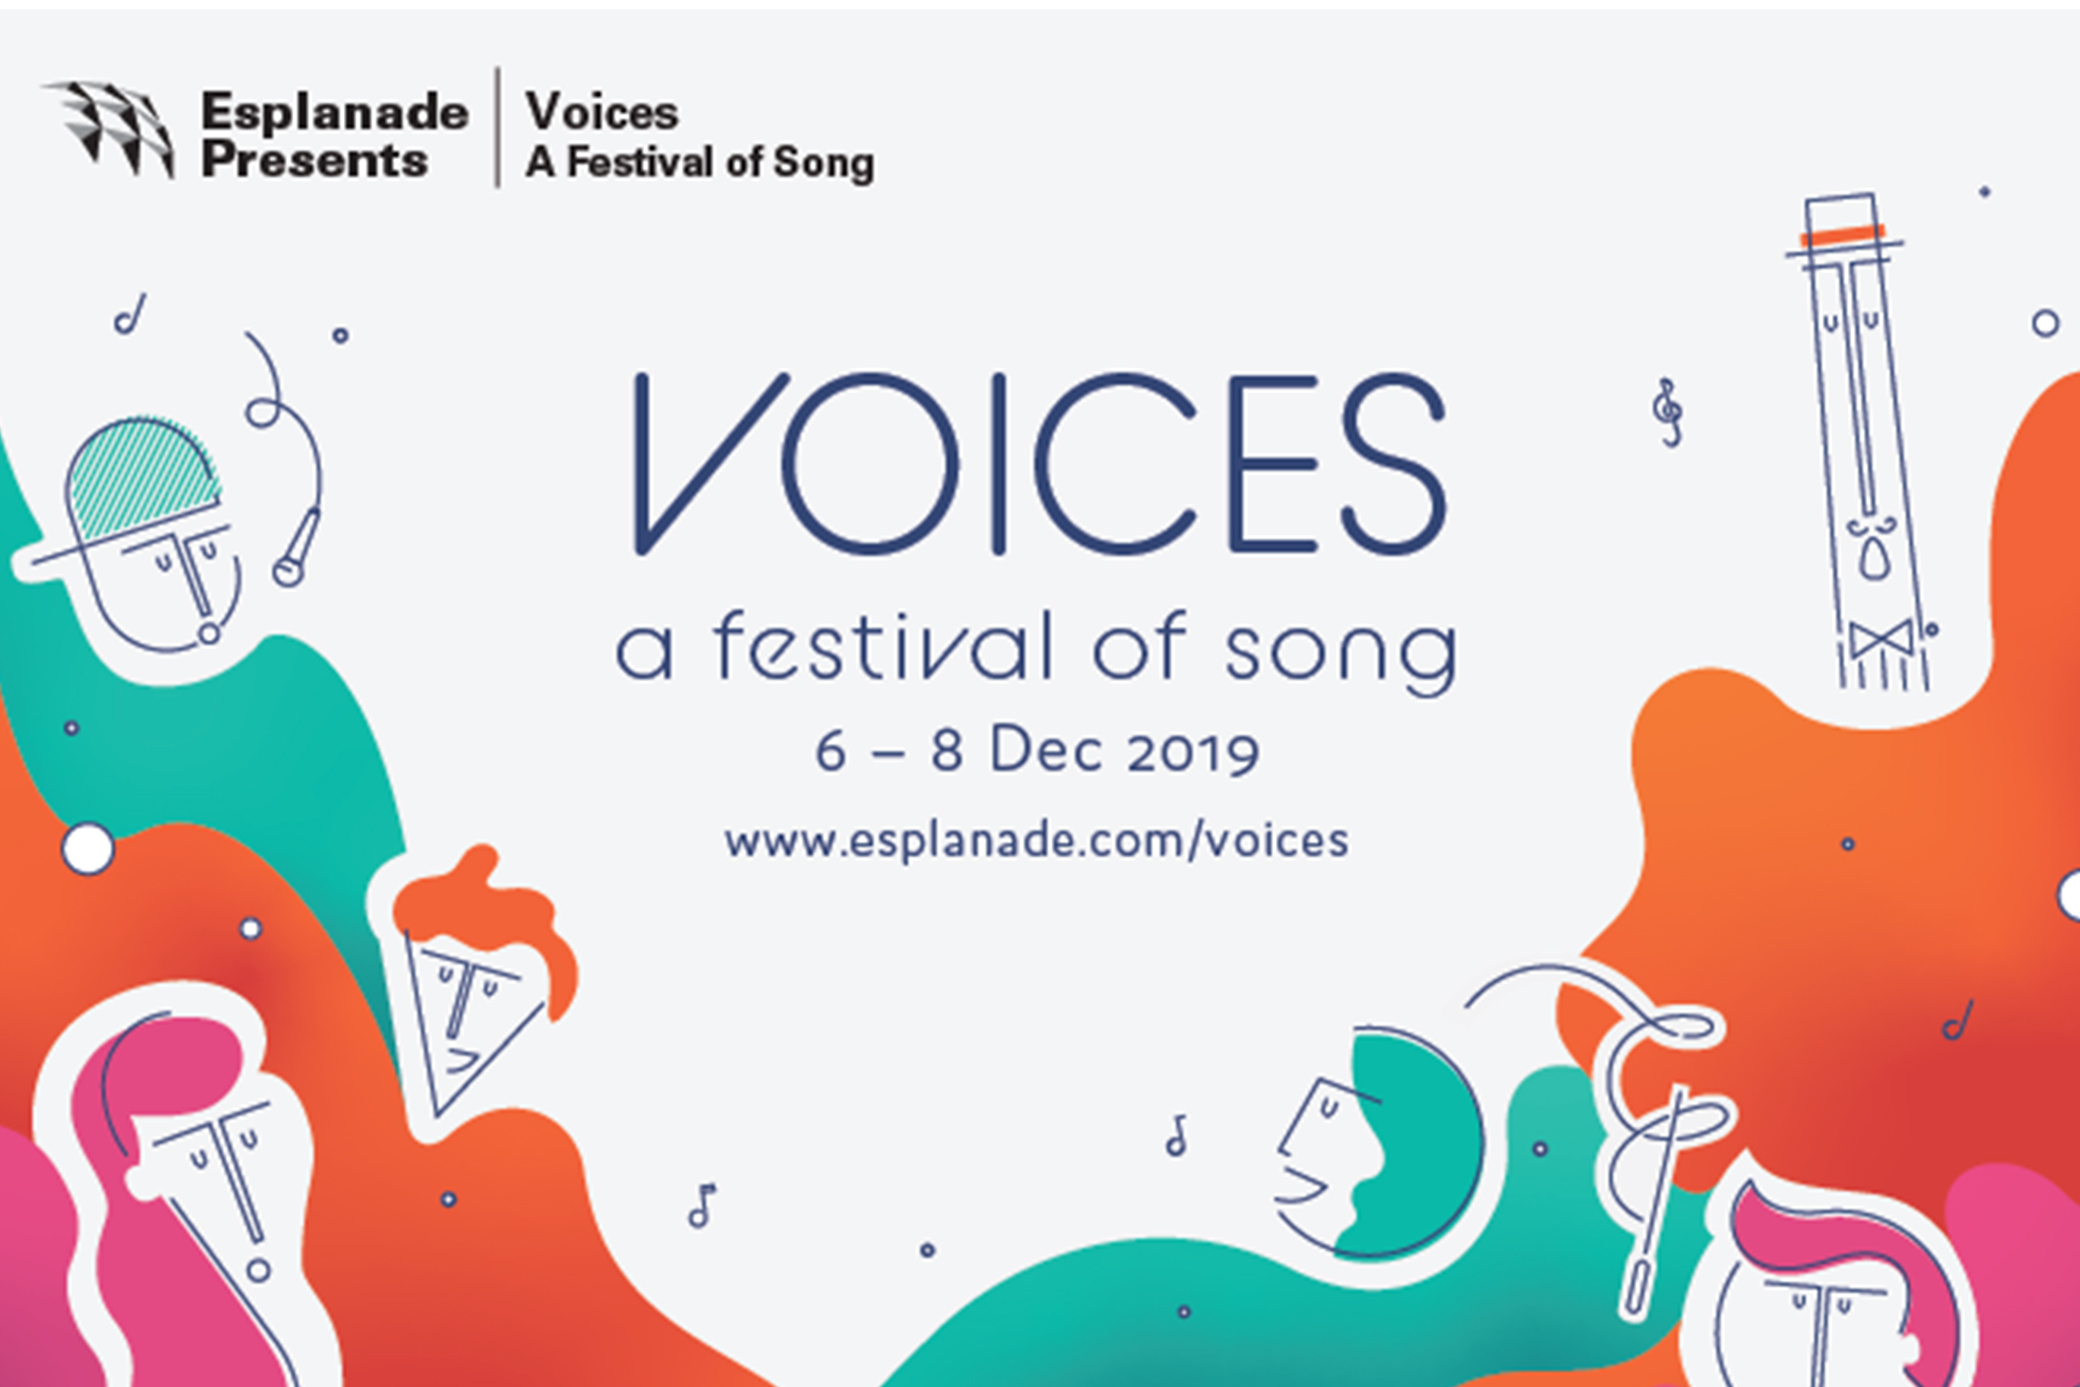 Esplanade
Presents
Voices
A Festival of Song
VOICES
a festival of song
6 – 8 Dec 2019
www.esplanade.com/voices